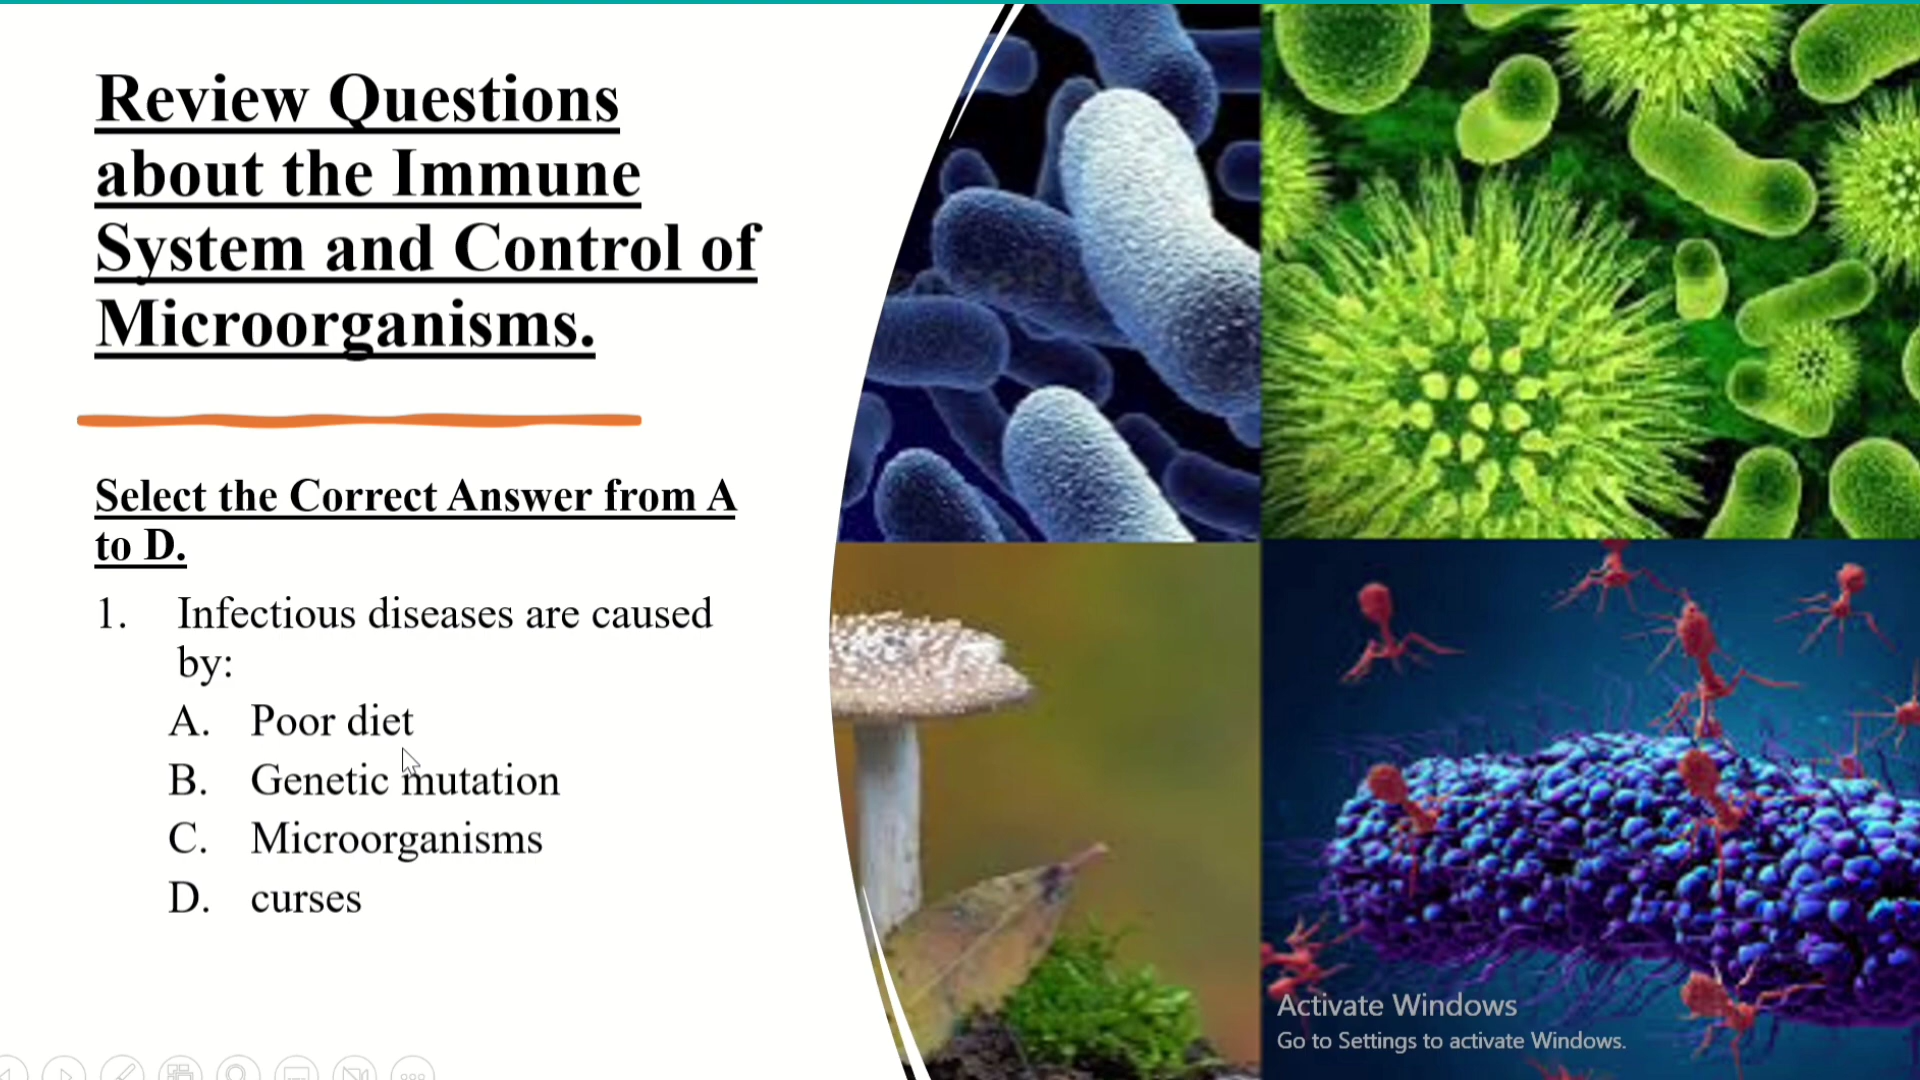 Review Questions
about the Immune
System and Control of
Microorganisms.
Select the Correct Answer from A
to D.
1. Infectious diseases are caused
by:
A. Poor diet
B. Genetic mutation
C. Microorganisms
D. curses
Activate Windows
Go to Settings to activate Windows.